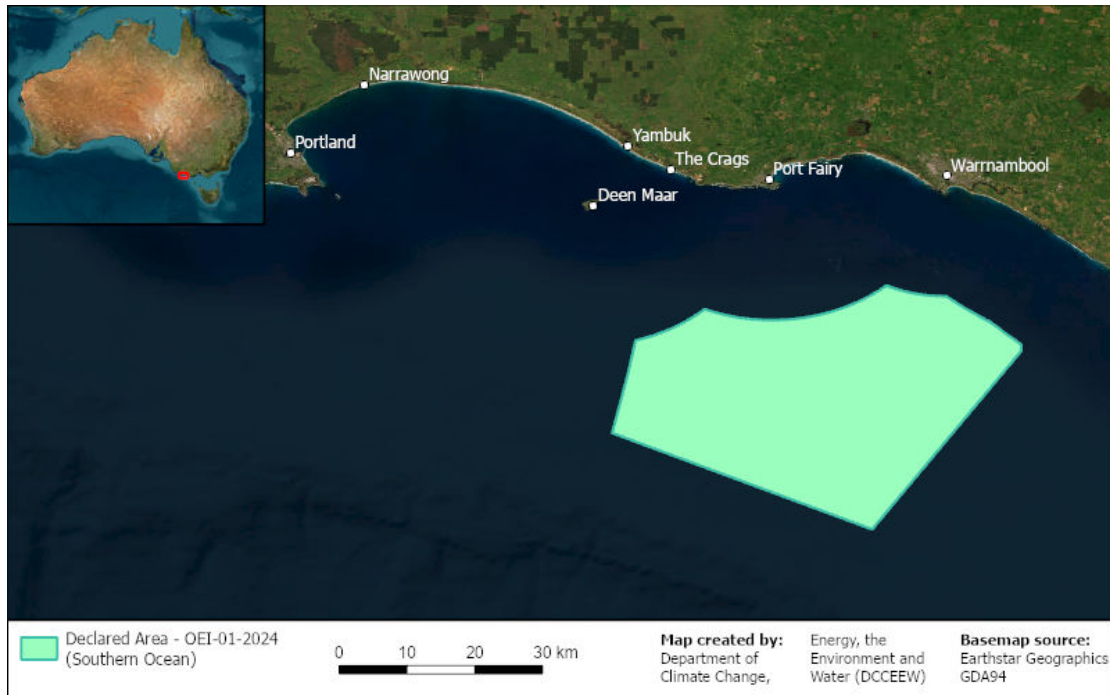 Narrawong
Portland
Yambuk
The Crags
Port Fairy
Warrnambool
Deen Maar
Declared Area - OEI-01-2024
(Southern Ocean)
0 10 20 30 km
Map created by:
Department of
Climate Change,
Energy, the
Environment and
Water (DCCEEW)
Basemap source:
Earthstar Geographics
GDA94